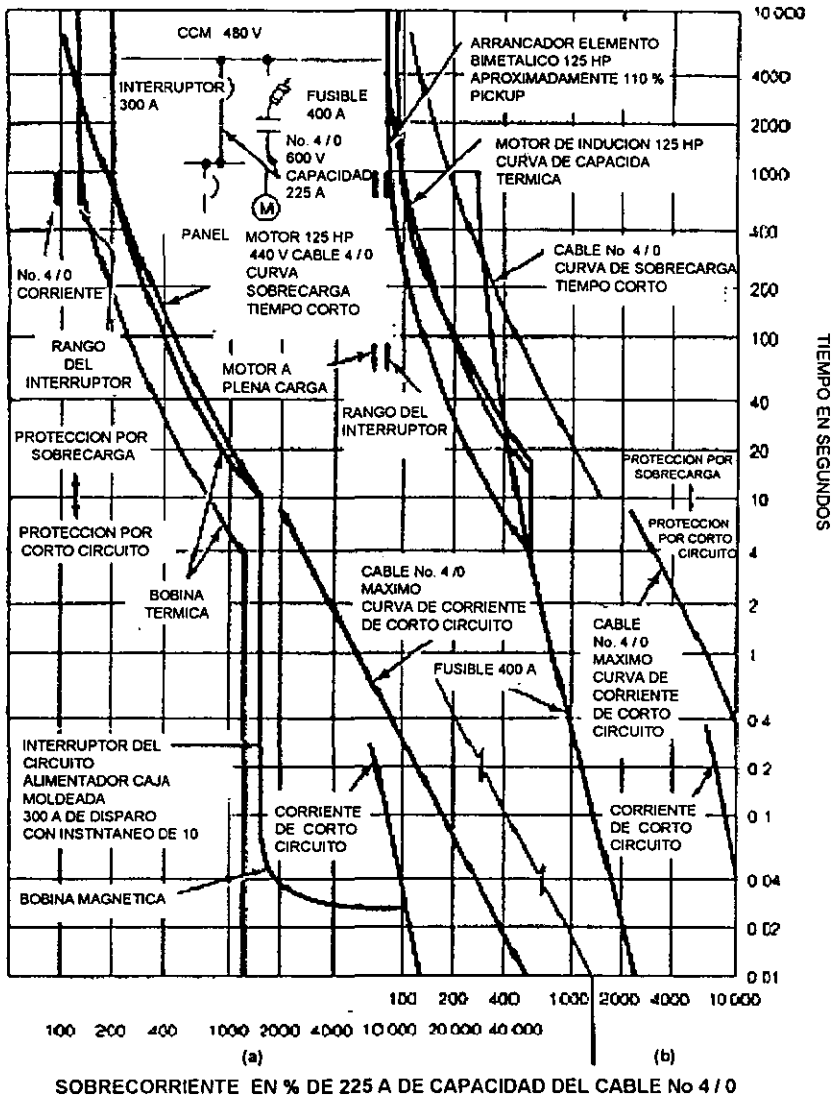 CCM 480 V
INTERRUPTOR
300 A
FUSIBLE
400 A
No. 4 / 0
600 V
CAPACIDAD
225 A
PANEL
M
MOTOR 125 HP
440 V CABLE 4 / 0
CURVA
SOBRECARGA
TIEMPO CORTO
No. 4 / 0
CORRIENTE
RANGO
DEL
INTERRUPTOR
MOTOR A
PLENA CARGA
RANGO DEL
INTERRUPTOR
ARRANCADOR ELEMENTO
BIMETALICO 125 HP
APROXIMADAMENTE 110 %
PICKUP
MOTOR DE INDUCION 125 HP
CURVA DE CAPACIDA
TERMICA
CABLE No 4 / 0
CURVA DE SOBRECARGA
TIEMPO CORTO
PROTECCION POR
SOBRECARGA
PROTECCION POR
CORTO CIRCUITO
BOBINA
TERMICA
CABLE No. 4 /0
MAXIMO
CURVA DE CORRIENTE
DE CORTO CIRCUITO
PROTECCION POR
SOBRECARGA
PROTECCION
POR CORTO
CIRCUITO
FUSIBLE 400 A
CABLE
No. 4 / 0
MAXIMO
CURVA DE
CORRIENTE
DE CORTO
CIRCUITO
INTERRUPTOR DEL
CIRCUITO
ALIMENTADOR CAJA
MOLDEADA
300 A DE DISPARO
CON INSTNTANEO DE 10
CORRIENTE
DE CORTO
CIRCUITO
CORRIENTE
DE CORTO
CIRCUITO
BOBINA MAGNETICA
10 000
4000
2000
1000
400
200
100
40
20
10
4
2
1
0 4
0 2
0 1
0 04
0 02
0 01
TIEMPO EN SEGUNDOS
100 200 400 1000 2000 4000 10 000
100 200 400 1000 2000 4000 10 000 20 000 40 000
(a) (b)
SOBRECORRIENTE EN % DE 225 A DE CAPACIDAD DEL CABLE No 4 / 0